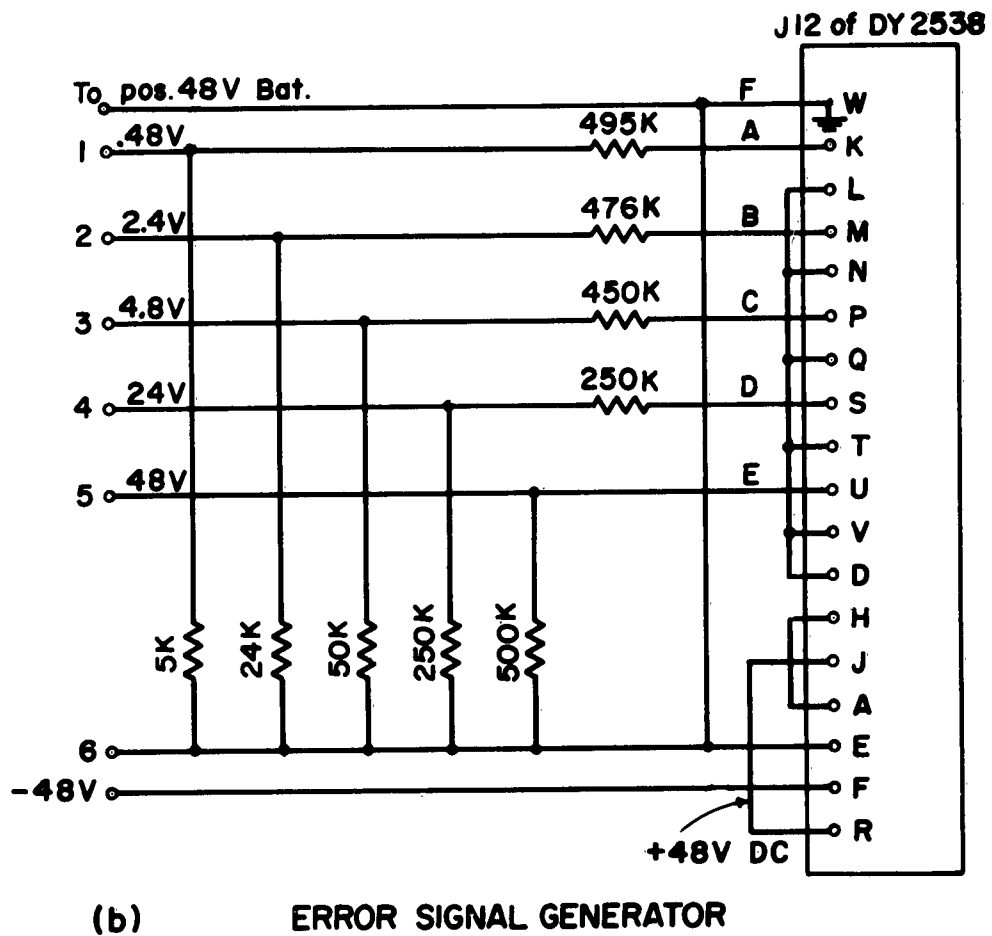 J12 of DY 2538
To pos. 48V Bat.
F
W
1
.48V
495K
A
K
L
2
2.4V
476K
B
M
N
3
4.8V
450K
C
P
Q
4
24V
250K
D
S
T
5
48V
E
U
V
D
H
5K
24K
50K
250K
500K
J
A
6
E
-48V
F
R
+48V DC
(b) ERROR SIGNAL GENERATOR